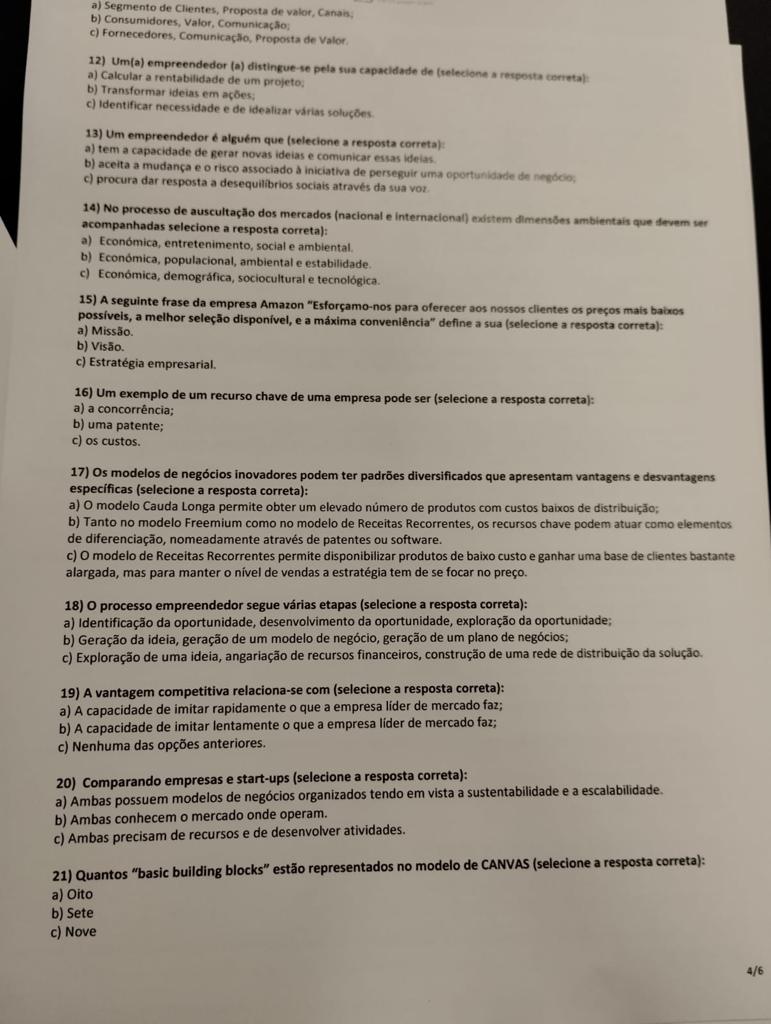 a) Segmento de Clientes, Proposta de valor, Canais;
b) Consumidores, Valor, Comunicação;
c) Fornecedores, Comunicação, Proposta de Valor.
12) Um(a) empreendedor (a) distingue-se pela sua capacidade de (selecione a resposta correta):
a) Calcular a rentabilidade de um projeto;
b) Transformar ideias em ações;
c) Identificar necessidade e de idealizar várias soluções.
13) Um empreendedor é alguém que (selecione a resposta correta):
a) tem a capacidade de gerar novas ideias e comunicar essas ideias.
b) aceita a mudança e o risco associado à iniciativa de perseguir uma oportunidade de negócio;
c) procura dar resposta a desequilíbrios sociais através da sua voz.
14) No processo de auscultação dos mercados (nacional e internacional) existem dimensões ambientais que devem ser
acompanhadas selecione a resposta correta):
a) Económica, entretenimento, social e ambiental.
b) Económica, populacional, ambiental e estabilidade.
c) Económica, demográfica, sociocultural e tecnológica.
15) A seguinte frase da empresa Amazon "Esforçamo-nos para oferecer aos nossos clientes os preços mais baixos
possíveis, a melhor seleção disponível, e a máxima conveniência" define a sua (selecione a resposta correta):
a) Missão.
b) Visão.
c) Estratégia empresarial.
16) Um exemplo de um recurso chave de uma empresa pode ser (selecione a resposta correta):
a) a concorrência;
b) uma patente;
c) os custos.
17) Os modelos de negócios inovadores podem ter padrões diversificados que apresentam vantagens e desvantagens
específicas (selecione a resposta correta):
a) O modelo Cauda Longa permite obter um elevado número de produtos com custos baixos de distribuição;
b) Tanto no modelo Freemium como no modelo de Receitas Recorrentes, os recursos chave podem atuar como elementos
de diferenciação, nomeadamente através de patentes ou software.
c) O modelo de Receitas Recorrentes permite disponibilizar produtos de baixo custo e ganhar uma base de clientes bastante
alargada, mas para manter o nível de vendas a estratégia tem de se focar no preço.
18) O processo empreendedor segue várias etapas (selecione a resposta correta):
a) Identificação da oportunidade, desenvolvimento da oportunidade, exploração da oportunidade;
b) Geração da ideia, geração de um modelo de negócio, geração de um plano de negócios;
c) Exploração de uma ideia, angariação de recursos financeiros, construção de uma rede de distribuição da solução.
19) A vantagem competitiva relaciona-se com (selecione a resposta correta):
a) A capacidade de imitar rapidamente o que a empresa líder de mercado faz;
b) A capacidade de imitar lentamente o que a empresa líder de mercado faz;
c) Nenhuma das opções anteriores.
20) Comparando empresas e start-ups (selecione a resposta correta):
a) Ambas possuem modelos de negócios organizados tendo em vista a sustentabilidade e a escalabilidade.
b) Ambas conhecem o mercado onde operam.
c) Ambas precisam de recursos e de desenvolver atividades.
21) Quantos "basic building blocks" estão representados no modelo de CANVAS (selecione a resposta correta):
a) Oito
b) Sete
c) Nove
4/6